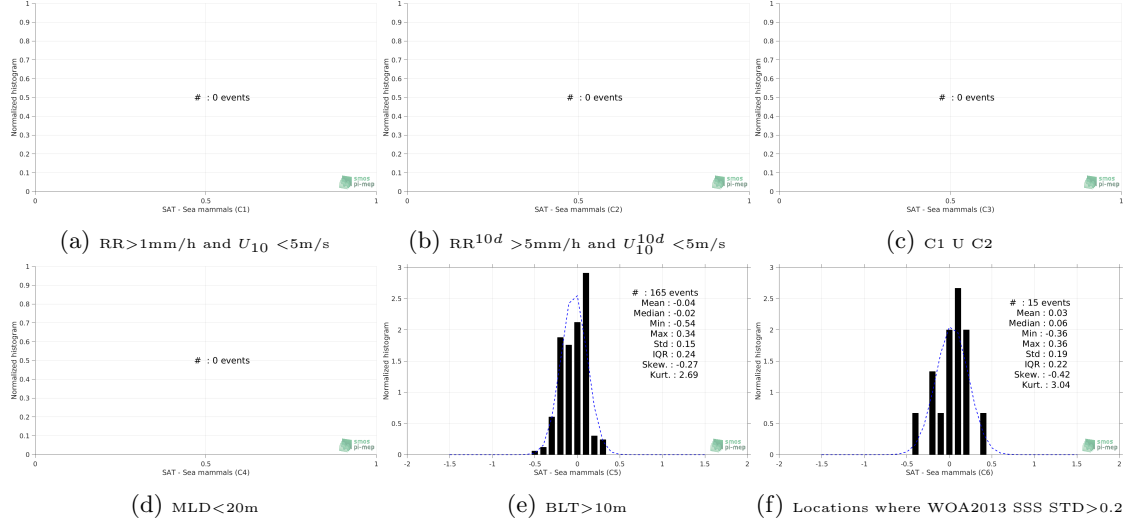 1
0.9
0.8
0.7
0.6
0.5
0.4
0.3
0.2
0.1
0
Normalized histogram
# : 0 events
smos
pi-mep
0 0.5 1
SAT - Sea mammals (C1)
(a) RR>1mm/h and U10 <5m/s
1
0.9
0.8
0.7
0.6
0.5
0.4
0.3
0.2
0.1
0
Normalized histogram
# : 0 events
smos
pi-mep
0 0.5 1
SAT - Sea mammals (C2)
(b) RR10d >5mm/h and U10d10 <5m/s
1
0.9
0.8
0.7
0.6
0.5
0.4
0.3
0.2
0.1
0
Normalized histogram
# : 0 events
smos
pi-mep
0 0.5 1
SAT - Sea mammals (C3)
(c) C1 U C2
1
0.9
0.8
0.7
0.6
0.5
0.4
0.3
0.2
0.1
0
Normalized histogram
# : 0 events
smos
pi-mep
0 0.5 1
SAT - Sea mammals (C4)
(d) MLD<20m
3
2.5
2
1.5
1
0.5
0
Normalized histogram
# : 165 events
Mean : -0.04
Median : -0.02
Min : -0.54
Max : 0.34
Std : 0.15
IQR : 0.24
Skew. : -0.27
Kurt. : 2.69
smos
pi-mep
-2 -1.5 -1 -0.5 0 0.5 1 1.5 2
SAT - Sea mammals (C5)
(e) BLT>10m
3
2.5
2
1.5
1
0.5
0
Normalized histogram
# : 15 events
Mean : 0.03
Median : 0.06
Min : -0.36
Max : 0.36
Std : 0.19
IQR : 0.22
Skew. : -0.42
Kurt. : 3.04
smos
pi-mep
-2 -1.5 -1 -0.5 0 0.5 1 1.5 2
SAT - Sea mammals (C6)
(f) Locations where WOA2013 SSS STD>0.2